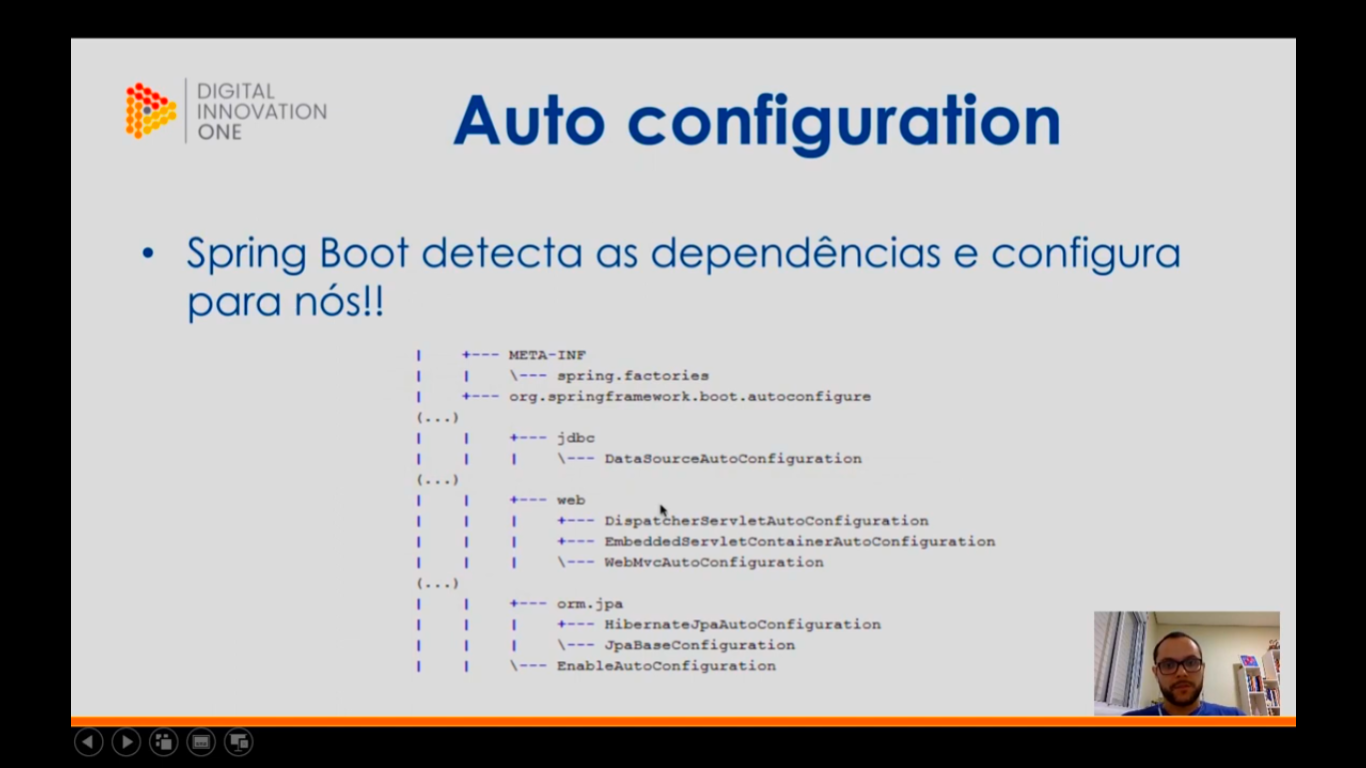 DIGITAL
INNOVATION
ONE
Auto configuration
• Spring Boot detecta as dependências e configura
para nós!!
|    +--- META-INF
|    |    \--- spring.factories
|    +--- org.springframework.boot.autoconfigure
(...)
|    |    +--- jdbc
|    |    |    \--- DataSourceAutoConfiguration
(...)
|    |    +--- web
|    |    |    +--- DispatcherServletAutoConfiguration
|    |    |    +--- EmbeddedServletContainerAutoConfiguration
|    |    |    \--- WebMvcAutoConfiguration
(...)
|    |    +--- orm.jpa
|    |    |    +--- HibernateJpaAutoConfiguration
|    |    |    \--- JpaBaseConfiguration
|    |    \--- EnableAutoConfiguration